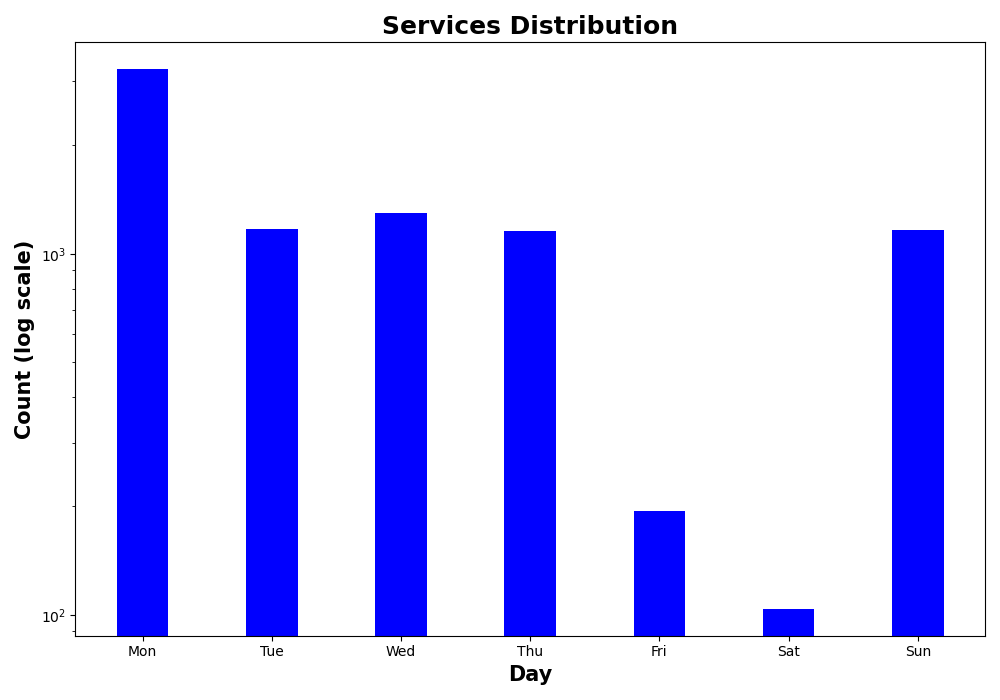 Services Distribution
Count (log scale)
10³
10²
Mon Tue Wed Thu Fri Sat Sun
Day